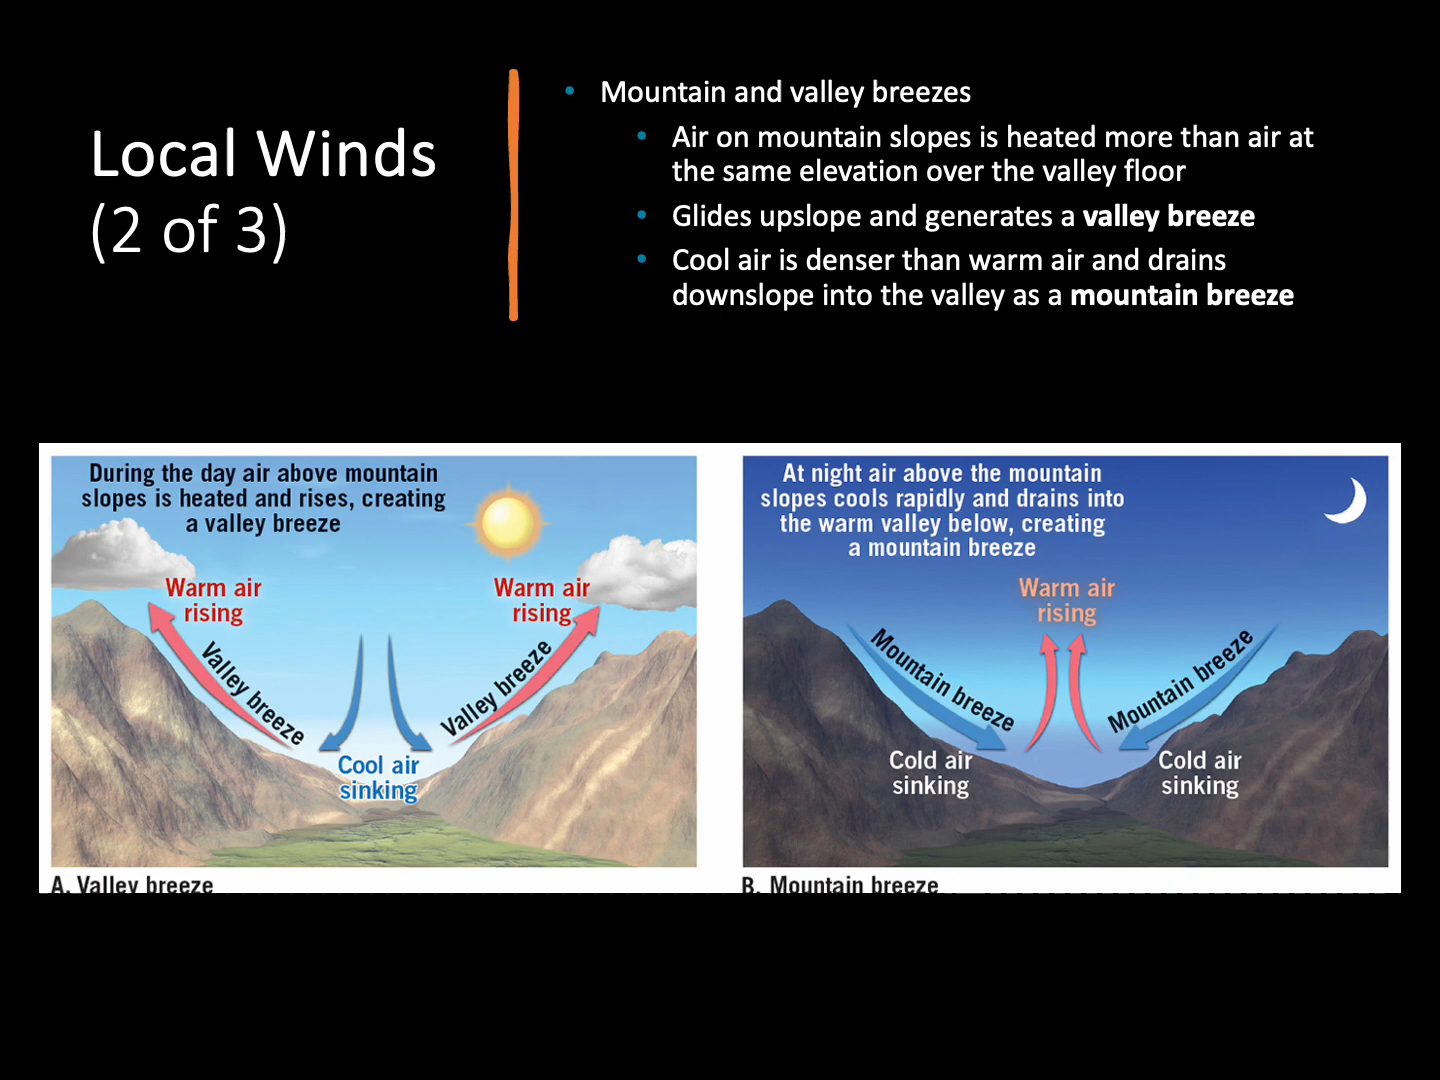 Local Winds
(2 of 3)
• Mountain and valley breezes
• Air on mountain slopes is heated more than air at
the same elevation over the valley floor
• Glides upslope and generates a valley breeze
• Cool air is denser than warm air and drains
downslope into the valley as a mountain breeze
During the day air above mountain
slopes is heated and rises, creating
a valley breeze
Warm air
rising
Warm air
rising
Valley breeze
Valley breeze
Cool air
sinking
A. Valley breeze
At night air above the mountain
slopes cools rapidly and drains into
the warm valley below, creating
a mountain breeze
Warm air
rising
Mountain breeze
Mountain breeze
Cold air
sinking
Cold air
sinking
B. Mountain breeze